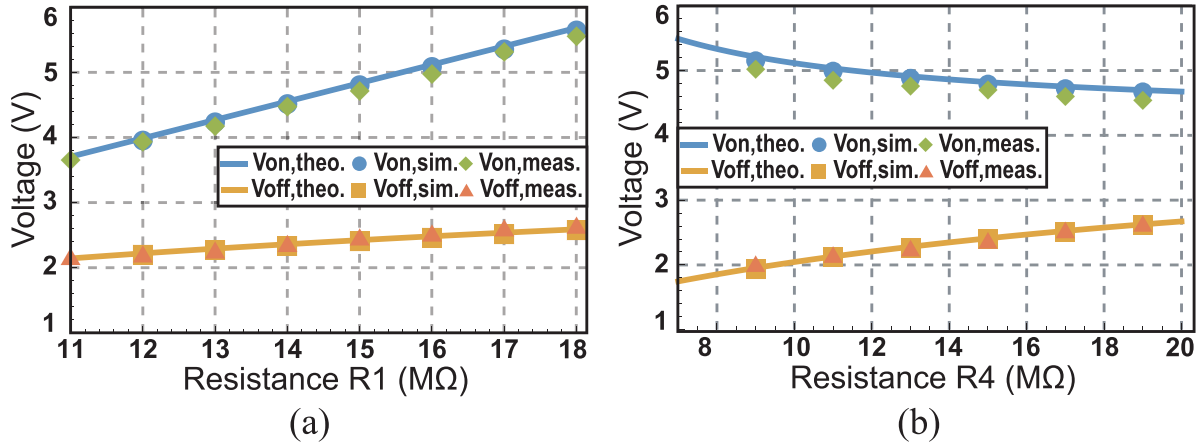 6
5
4
3
2
1
Voltage (V)
Von,theo. Von,sim. Von,meas.
Voff,theo. Voff,sim. Voff,meas.
11 12 13 14 15 16 17 18
Resistance R1 (MΩ)
(a)
6
5
4
3
2
1
Voltage (V)
Von,theo. Von,sim. Von,meas.
Voff,theo. Voff,sim. Voff,meas.
8 10 12 14 16 18 20
Resistance R4 (MΩ)
(b)